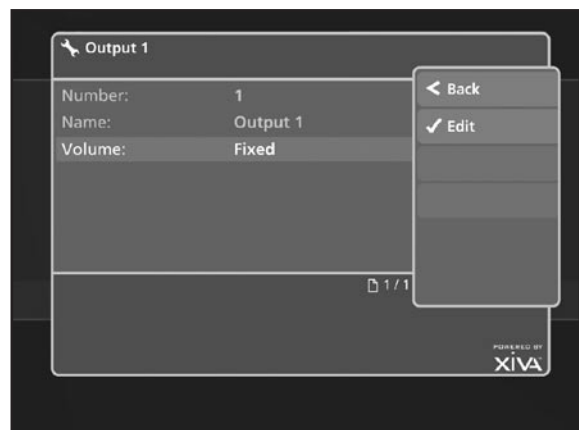 Output 1
Number: 1
Name: Output 1
Volume: Fixed
< Back
Edit
1 / 1
POWERED BY
XiVA